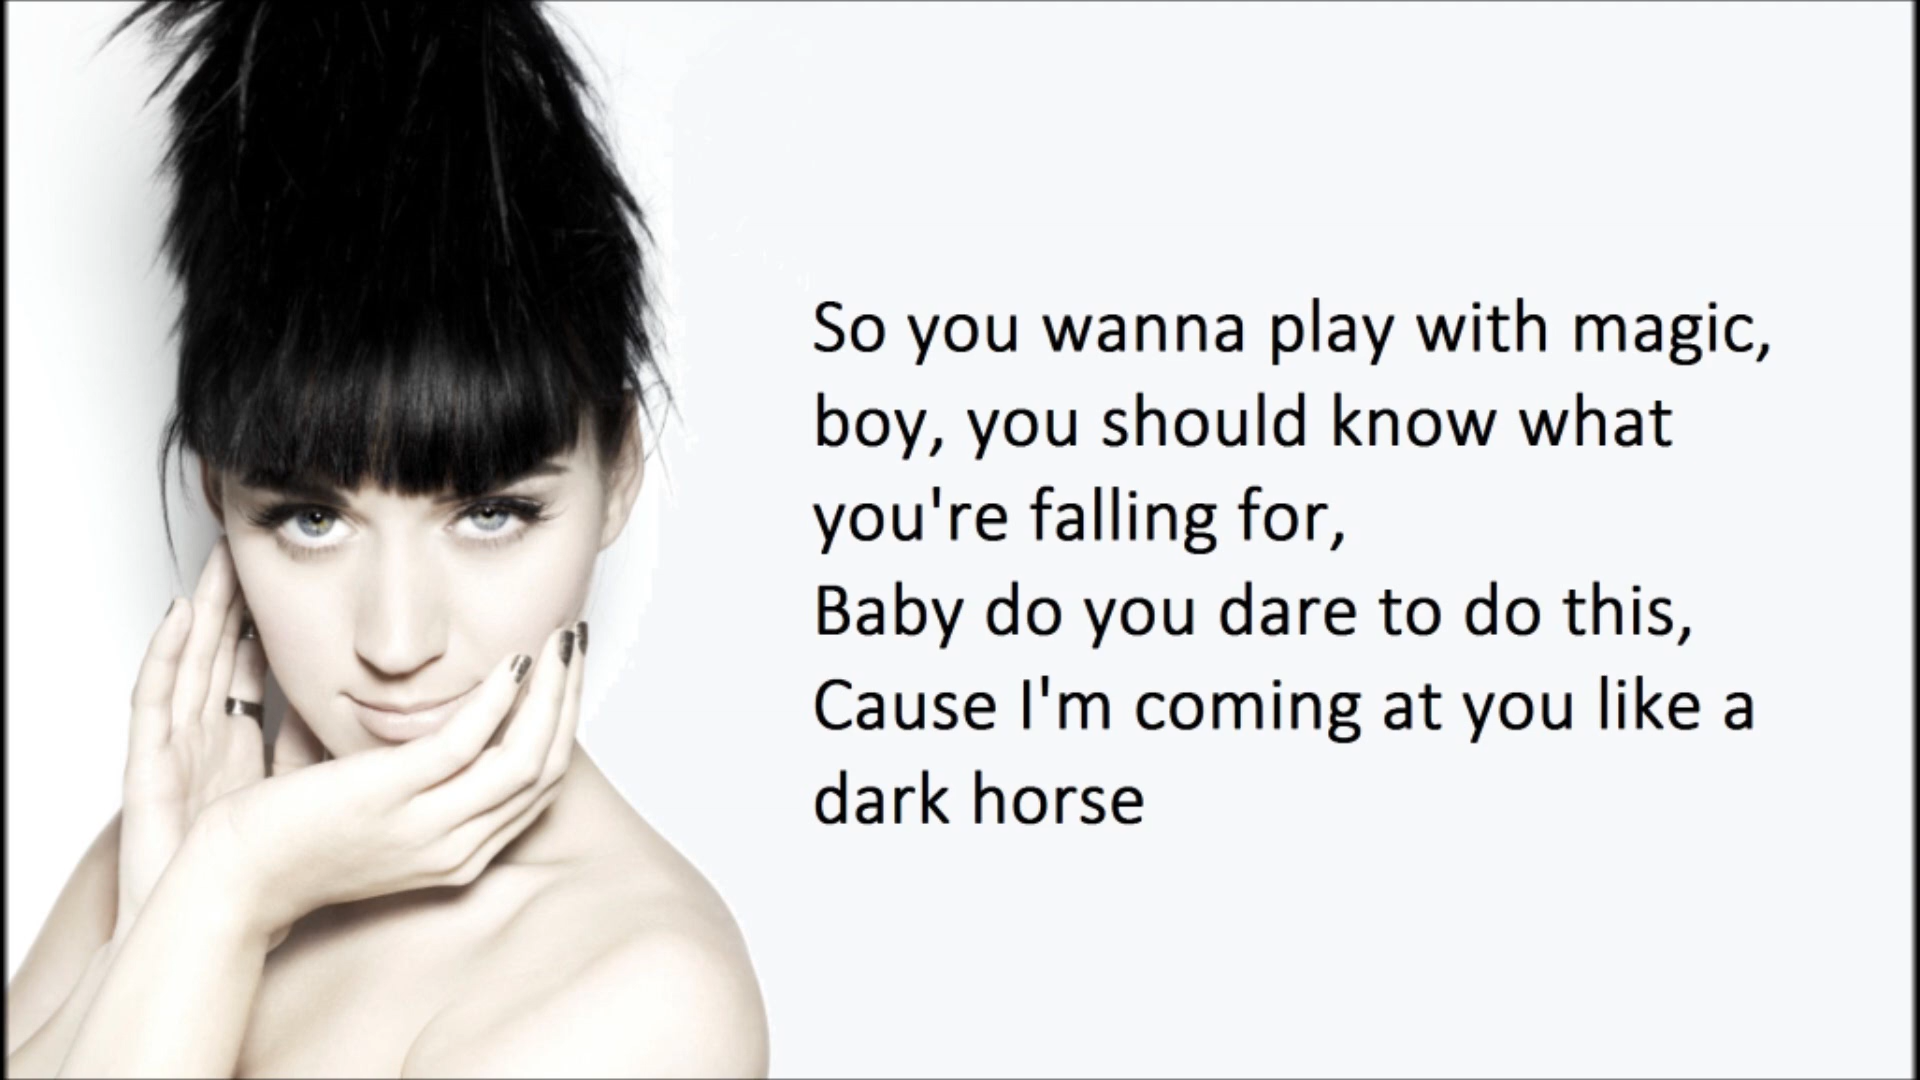 So you wanna play with magic,
boy, you should know what
you're falling for,
Baby do you dare to do this,
Cause I'm coming at you like a
dark horse